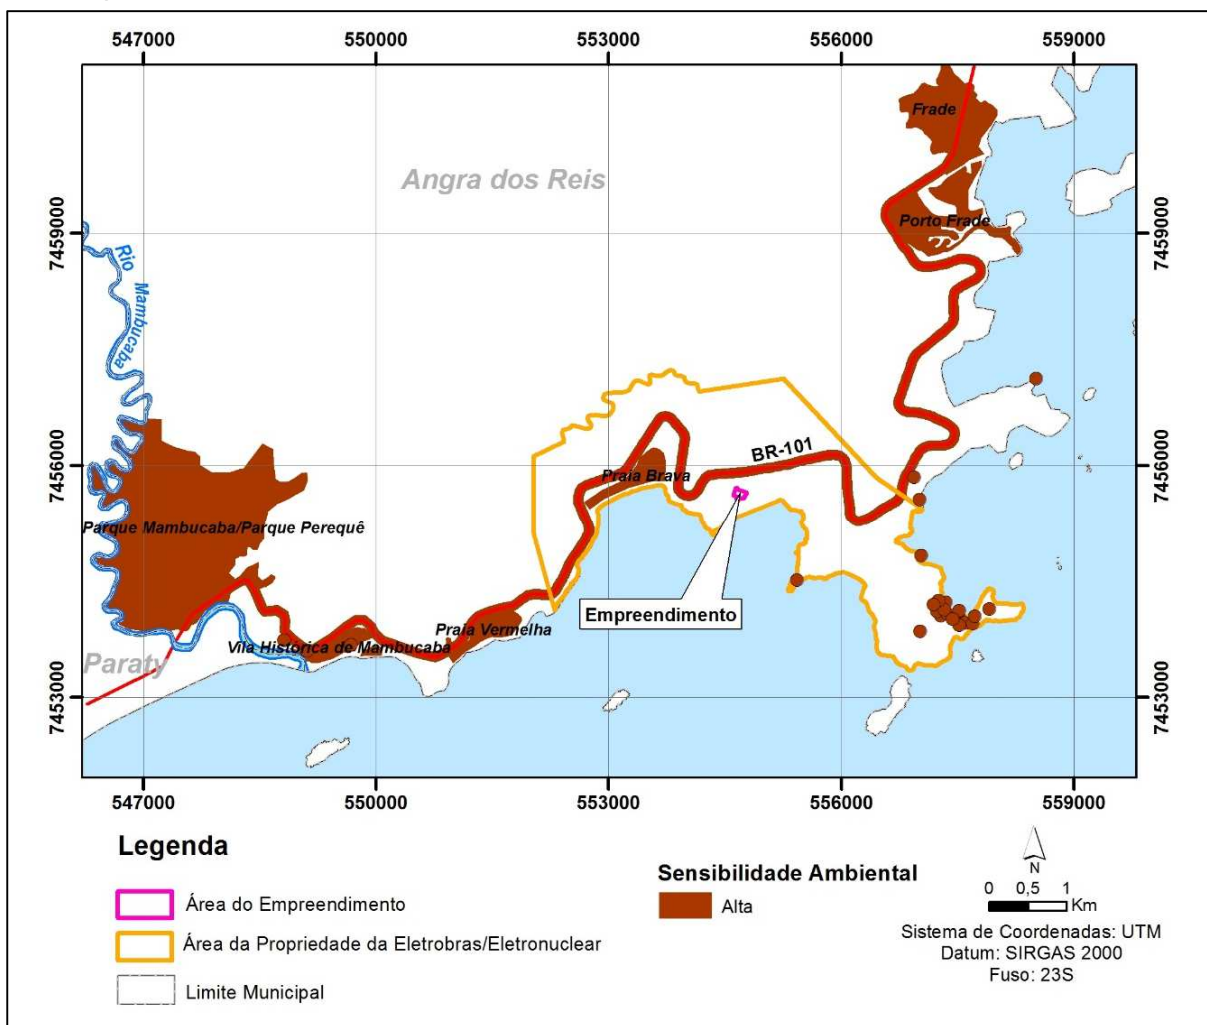 547000 550000 553000 556000 559000
Frade
Angra dos Reis
Porto Frade
7459000
7459000
Rio
Mambucaba
BR-101
7456000
Praia Brava
7456000
Parque Mambucaba/Parque Perequê
Empreendimento
Praia Vermelha
Vila Histórica de Mambucaba
Paraty
7453000
7453000
547000 550000 553000 556000 559000
Legenda
Área do Empreendimento
Área da Propriedade da Eletrobras/Eletronuclear
Limite Municipal
Sensibilidade Ambiental
Alta
N
0 0,5 1
Km
Sistema de Coordenadas: UTM
Datum: SIRGAS 2000
Fuso: 23S